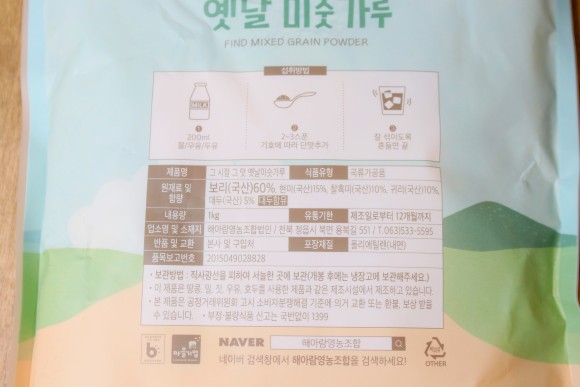 옛날 미숫가루
FIND MIXED GRAIN POWDER
섭취방법
1 2 3
MILK
200ml
물/우유/두유
2~3스푼
기호에 따라 단맛추가
잘 섞이도록
흔들면 끝
제품명 그 시절 그 맛 옛날미숫가루 식품유형 곡류가공품
원재료 및 함량 보리(국산)60%, 현미(국산)15%, 찰흑미(국산)10%, 귀리(국산)10%,
대두(국산) 5% 대두함유
내용량 1kg 유통기한 제조일로부터 12개월까지
업소명 및 소재지 해아람영농조합법인 / 전북 정읍시 북면 용북길 551 / T.063)533-5595
반품 및 교환 본사 및 구입처 포장재질 폴리에틸렌(내면)
품목보고번호 2015049028828
• 보관방법 : 직사광선을 피하여 서늘한 곳에 보관(개봉 후에는 냉장고에 보관해주세요.)
• 이 제품은 땅콩, 밀, 잣, 우유, 호두를 사용한 제품과 같은 제조시설에서 제조하고 있습니다.
• 본 제품은 공정거래위원회 고시 소비자분쟁해결 기준에 의거 교환 또는 환불, 보상 받을
수 있습니다. • 부정·불량식품 신고는 국번없이 1399
마을기업
NAVER 해아람영농조합
네이버 검색창에서 해아람영농조합을 검색하세요!
OTHER